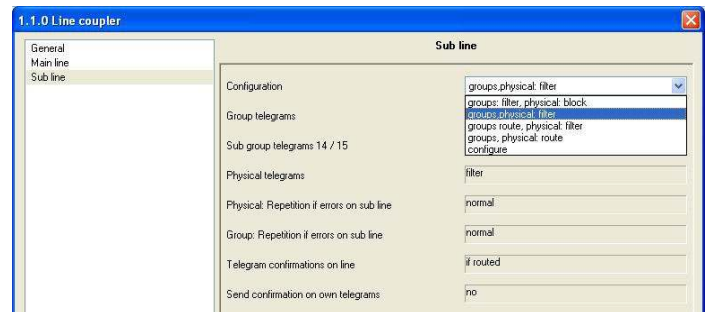 1.1.0 Line coupler
General
Main line
Sub line
Sub line
Configuration
groups,physical: filter
groups: filter, physical: block
groups,physical: filter
groups route, physical: filter
groups, physical: route
configure
Group telegrams
Sub group telegrams 14 / 15
Physical telegrams
filter
Physical: Repetition if errors on sub line
normal
Group: Repetition if errors on sub line
normal
Telegram confirmations on line
if routed
Send confirmation on own telegrams
no